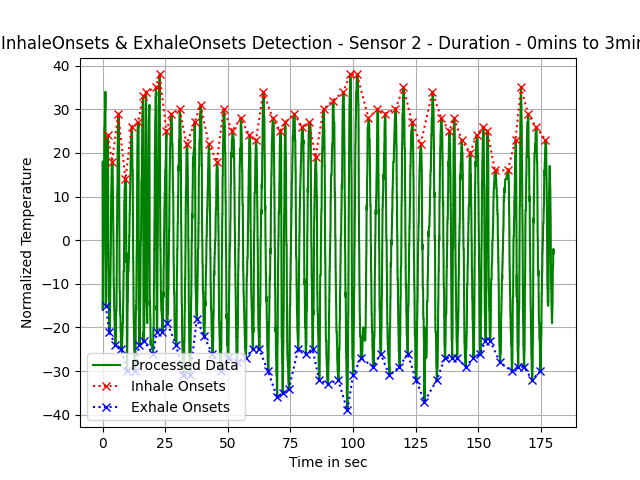 InhaleOnsets & ExhaleOnsets Detection - Sensor 2 - Duration - 0mins to 3min
40
30
20
10
0
−10
−20
−30
−40
Normalized Temperature
Processed Data
Inhale Onsets
Exhale Onsets
0 25 50 75 100 125 150 175
Time in sec